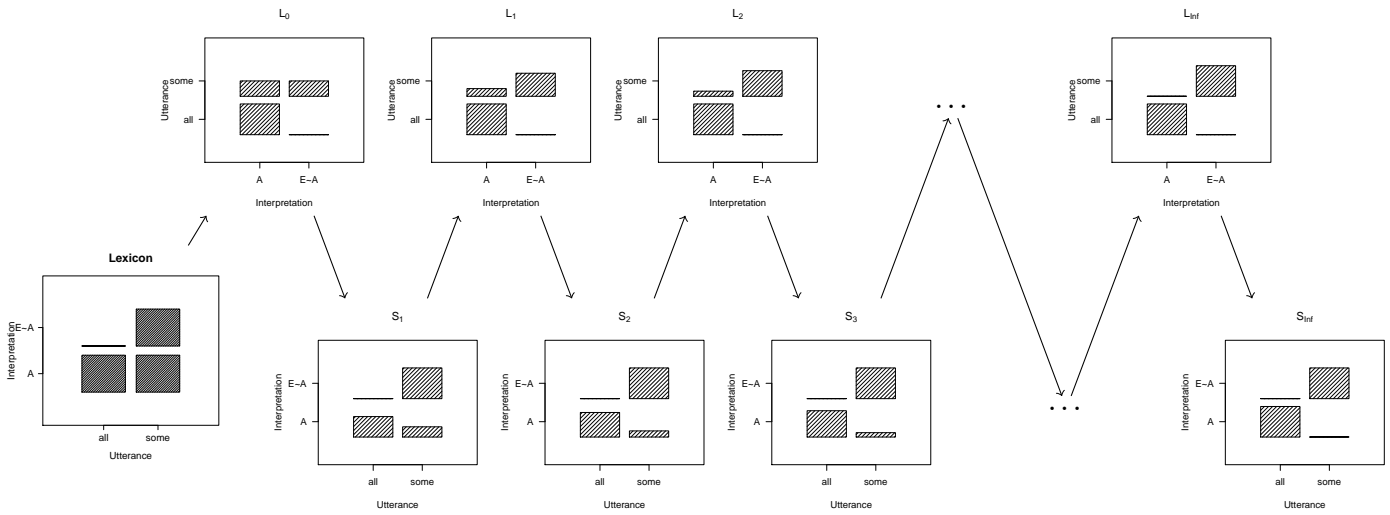 L0
Utterance
some
all
A E¬A
Interpretation
L1
Utterance
some
all
A E¬A
Interpretation
L2
Utterance
some
all
A E¬A
Interpretation
• • •
LInf
Utterance
some
all
A E¬A
Interpretation
Lexicon
Interpretation
E¬A
A
all some
Utterance
S1
Interpretation
E¬A
A
all some
Utterance
S2
Interpretation
E¬A
A
all some
Utterance
S3
Interpretation
E¬A
A
all some
Utterance
• • •
SInf
Interpretation
E¬A
A
all some
Utterance